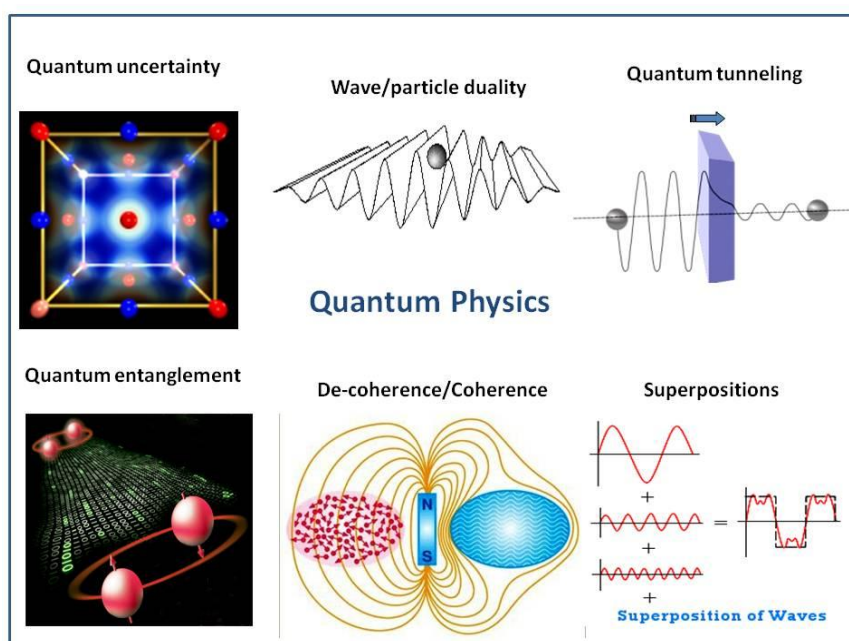 Quantum uncertainty
Wave/particle duality
Quantum tunneling
Quantum Physics
Quantum entanglement
De-coherence/Coherence
Superpositions
N
S
+
+
=
+
Superposition of Waves